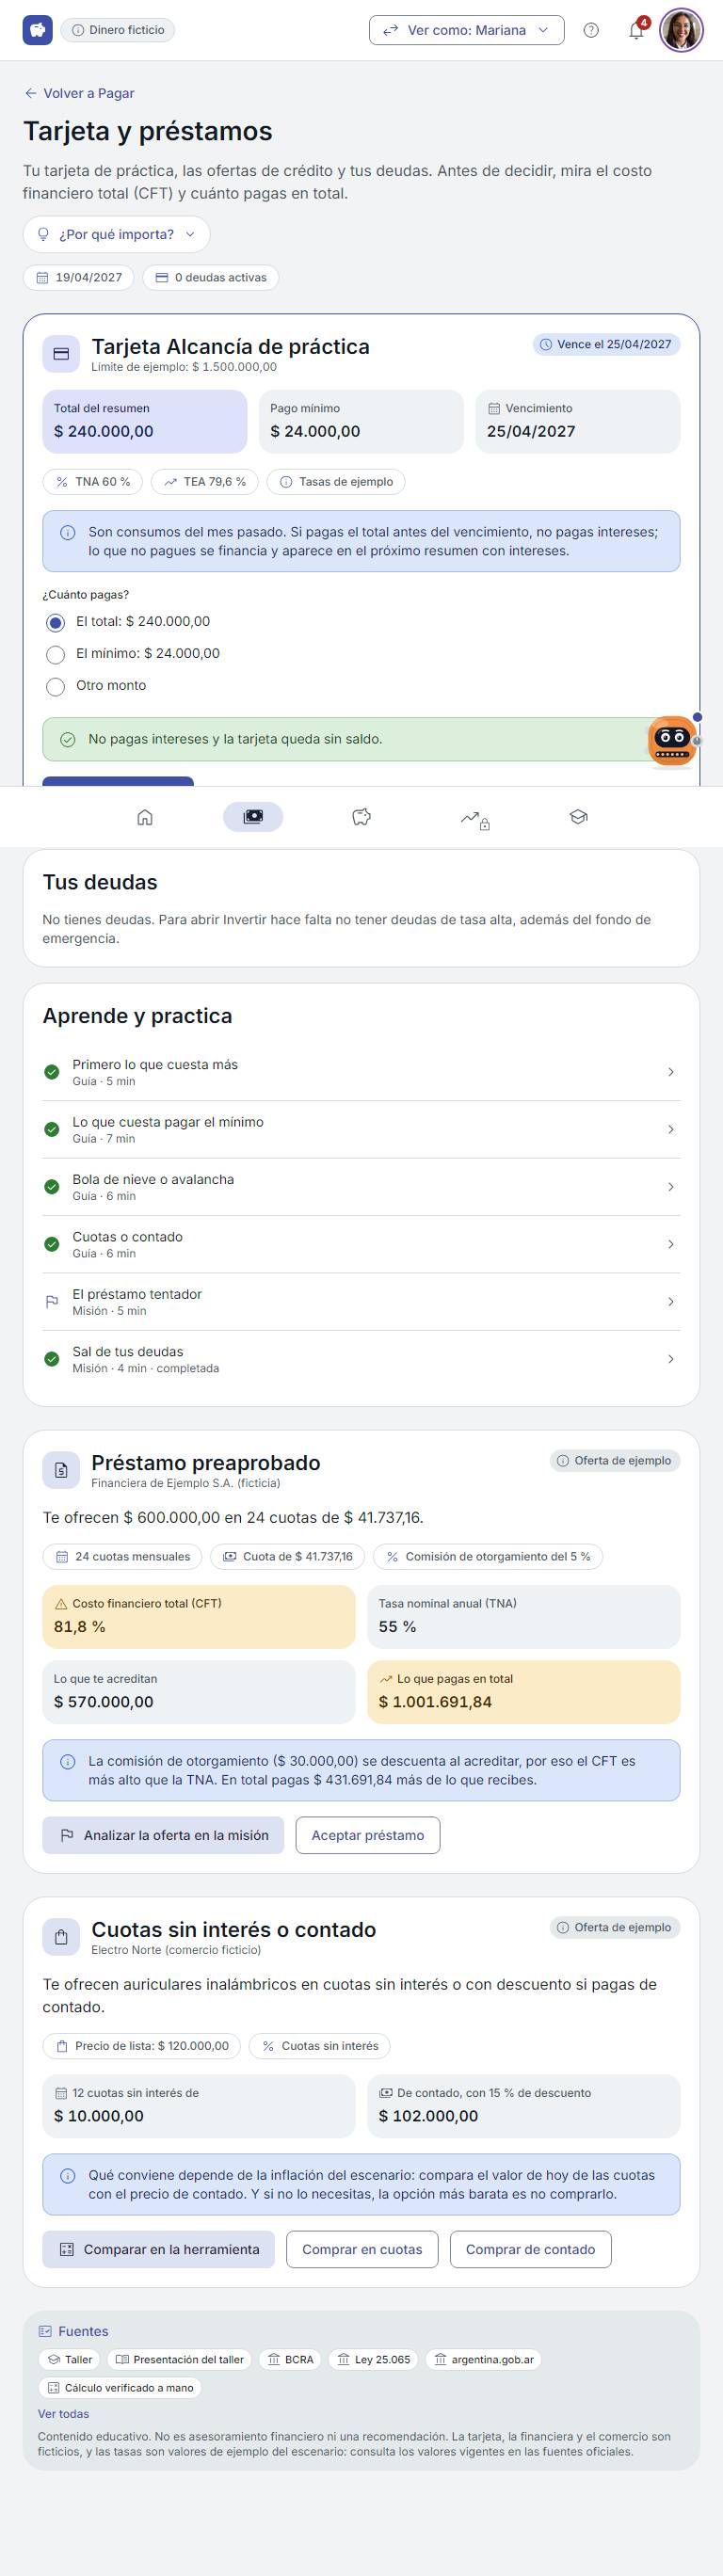 Dinero ficticio
Ver como: Mariana
4
Volver a Pagar
Tarjeta y préstamos
Tu tarjeta de práctica, las ofertas de crédito y tus deudas. Antes de decidir, mira el costo
financiero total (CFT) y cuánto pagas en total.
¿Por qué importa?
19/04/2027
0 deudas activas
Tarjeta Alcancía de práctica
Límite de ejemplo: $ 1.500.000,00
Vence el 25/04/2027
Total del resumen
$ 240.000,00
Pago mínimo
$ 24.000,00
Vencimiento
25/04/2027
TNA 60 %
TEA 79,6 %
Tasas de ejemplo
Son consumos del mes pasado. Si pagas el total antes del vencimiento, no pagas intereses;
lo que no pagues se financia y aparece en el próximo resumen con intereses.
¿Cuánto pagas?
El total: $ 240.000,00
El mínimo: $ 24.000,00
Otro monto
No pagas intereses y la tarjeta queda sin saldo.
Tus deudas
No tienes deudas. Para abrir Invertir hace falta no tener deudas de tasa alta, además del fondo de
emergencia.
Aprende y practica
Primero lo que cuesta más
Guía · 5 min
Lo que cuesta pagar el mínimo
Guía · 7 min
Bola de nieve o avalancha
Guía · 6 min
Cuotas o contado
Guía · 6 min
El préstamo tentador
Misión · 5 min
Sal de tus deudas
Misión · 4 min · completada
Préstamo preaprobado
Financiera de Ejemplo S.A. (ficticia)
Oferta de ejemplo
Te ofrecen $ 600.000,00 en 24 cuotas de $ 41.737,16.
24 cuotas mensuales
Cuota de $ 41.737,16
Comisión de otorgamiento del 5 %
Costo financiero total (CFT)
81,8 %
Tasa nominal anual (TNA)
55 %
Lo que te acreditan
$ 570.000,00
Lo que pagas en total
$ 1.001.691,84
La comisión de otorgamiento ($ 30.000,00) se descuenta al acreditar, por eso el CFT es
más alto que la TNA. En total pagas $ 431.691,84 más de lo que recibes.
Analizar la oferta en la misión
Aceptar préstamo
Cuotas sin interés o contado
Electro Norte (comercio ficticio)
Oferta de ejemplo
Te ofrecen auriculares inalámbricos en cuotas sin interés o con descuento si pagas de
contado.
Precio de lista: $ 120.000,00
Cuotas sin interés
12 cuotas sin interés de
$ 10.000,00
De contado, con 15 % de descuento
$ 102.000,00
Qué conviene depende de la inflación del escenario: compara el valor de hoy de las cuotas
con el precio de contado. Y si no lo necesitas, la opción más barata es no comprarlo.
Comparar en la herramienta
Comprar en cuotas
Comprar de contado
Fuentes
Taller
Presentación del taller
BCRA
Ley 25.065
argentina.gob.ar
Cálculo verificado a mano
Ver todas
Contenido educativo. No es asesoramiento financiero ni una recomendación. La tarjeta, la financiera y el comercio son
ficticios, y las tasas son valores de ejemplo del escenario: consulta los valores vigentes en las fuentes oficiales.